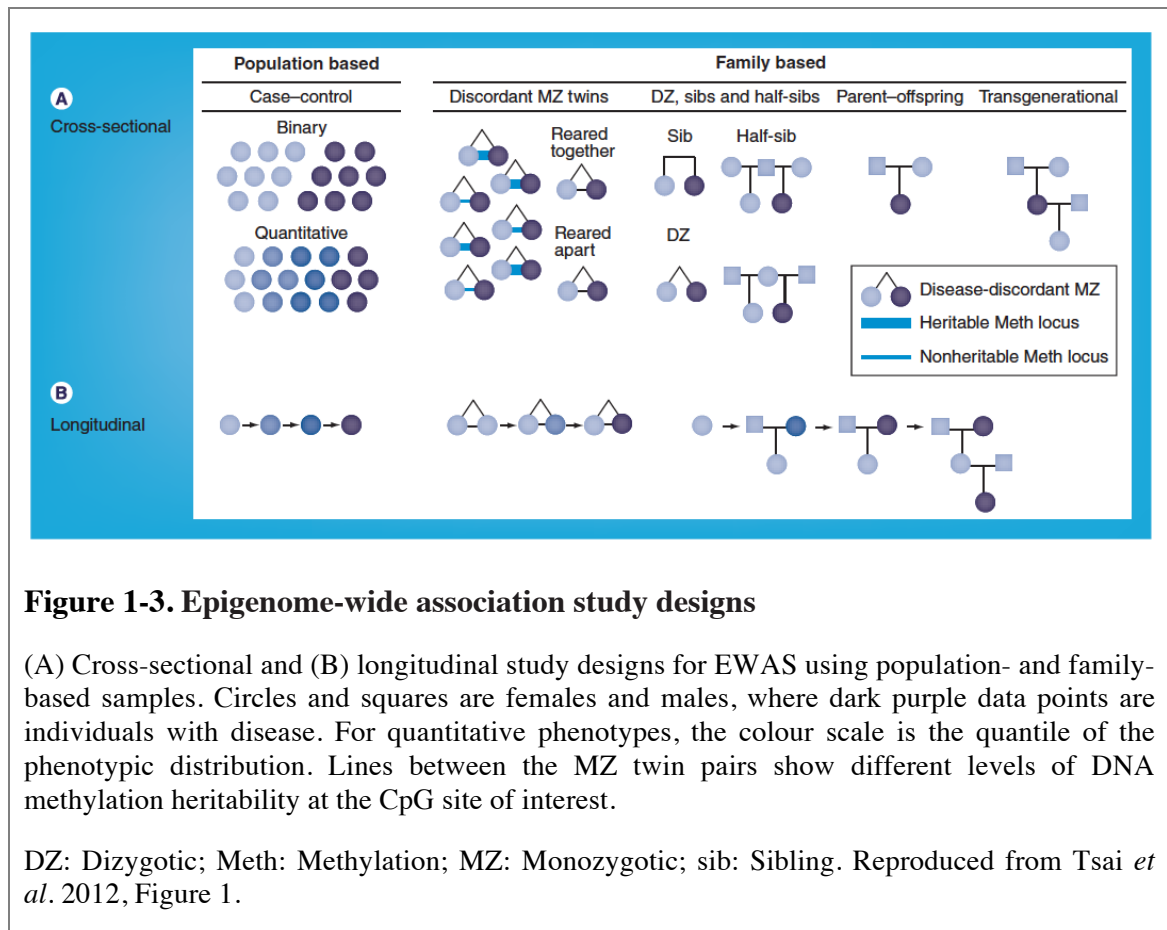 Population based
Family based
A
Cross-sectional
Case–control
Discordant MZ twins
DZ, sibs and half-sibs
Parent–offspring
Transgenerational
Binary
Reared
together
Sib
Half-sib
Quantitative
Reared
apart
DZ
Disease-discordant MZ
Heritable Meth locus
Nonheritable Meth locus
B
Longitudinal
Figure 1-3. Epigenome-wide association study designs
(A) Cross-sectional and (B) longitudinal study designs for EWAS using population- and family-
based samples. Circles and squares are females and males, where dark purple data points are
individuals with disease. For quantitative phenotypes, the colour scale is the quantile of the
phenotypic distribution. Lines between the MZ twin pairs show different levels of DNA
methylation heritability at the CpG site of interest.
DZ: Dizygotic; Meth: Methylation; MZ: Monozygotic; sib: Sibling. Reproduced from Tsai et
al. 2012, Figure 1.